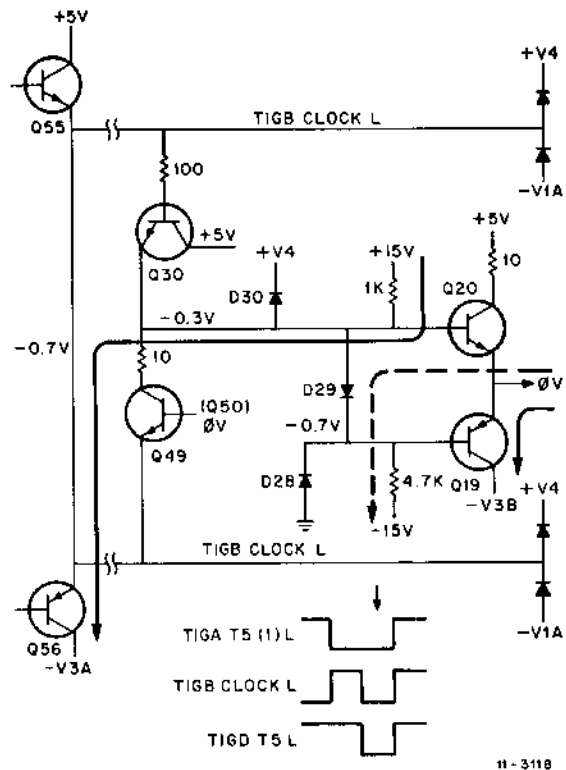 +5V
Q55
TIGB CLOCK L
+V4
-V1A
100
Q30
+5V
+V4
D30
+15V
1K
+5V
10
Q20
-0.3V
-0.7V
10
(Q50)
0V
Q49
D29
-0.7V
0V
D28
4.7K
-15V
Q19
-V3B
+V4
TIGB CLOCK L
-V1A
Q56
-V3A
TIGA T5 (1) L
TIGB CLOCK L
TIGD T5 L
11-3118